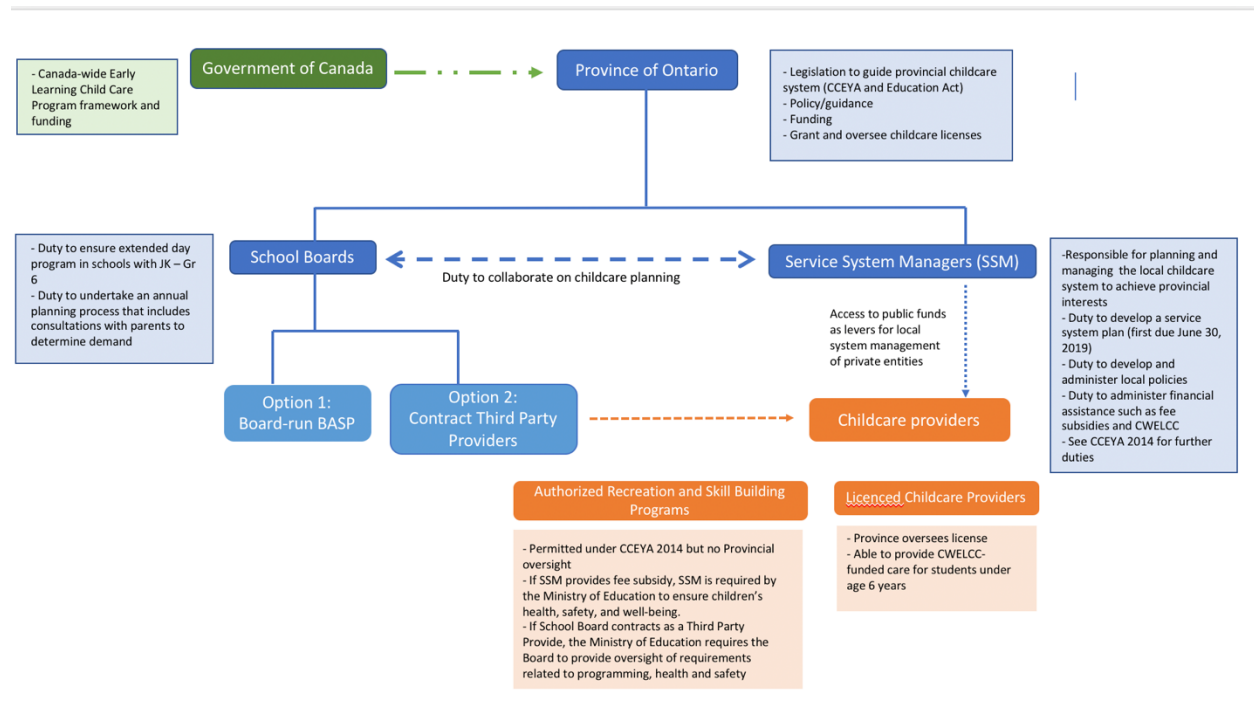 - Canada-wide Early
Learning Child Care
Program framework and
funding
Government of Canada
Province of Ontario
- Legislation to guide provincial childcare
system (CCEYA and Education Act)
- Policy/guidance
- Funding
- Grant and oversee childcare licenses
- Duty to ensure extended day
program in schools with JK – Gr
6
- Duty to undertake an annual
planning process that includes
consultations with parents to
determine demand
School Boards
Duty to collaborate on childcare planning
Service System Managers (SSM)
-Responsible for planning and
managing the local childcare
system to achieve provincial
interests
- Duty to develop a service
system plan (first due June 30,
2019)
- Duty to develop and
administer local policies
- Duty to administer financial
assistance such as fee
subsidies and CWELCC
- See CCEYA 2014 for further
duties
Access to public funds
as levers for local
system management
of private entities
Option 1:
Board-run BASP
Option 2:
Contract Third Party
Providers
Childcare providers
Authorized Recreation and Skill Building
Programs
- Permitted under CCEYA 2014 but no Provincial
oversight
- If SSM provides fee subsidy, SSM is required by
the Ministry of Education to ensure children’s
health, safety, and well-being.
- If School Board contracts as a Third Party
Provide, the Ministry of Education requires the
Board to provide oversight of requirements
related to programming, health and safety
Licenced Childcare Providers
- Province oversees license
- Able to provide CWELCC-
funded care for students under
age 6 years